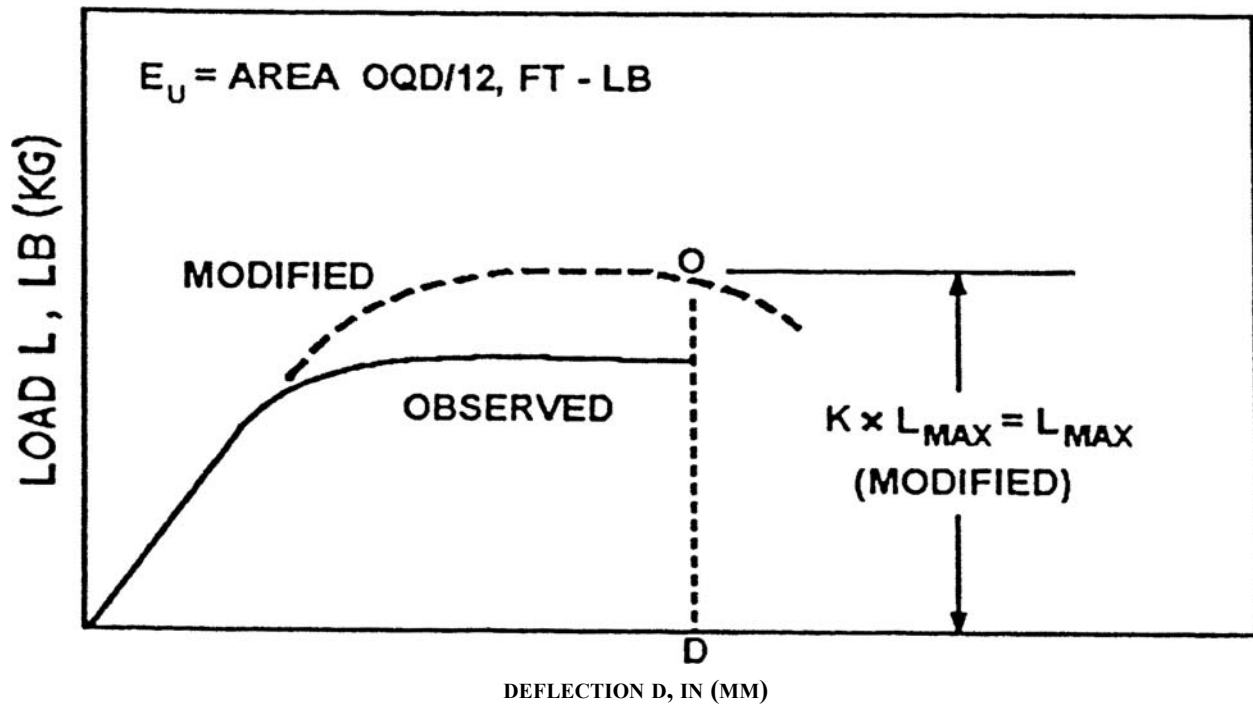 E_U = AREA OQD/12, FT - LB
LOAD L, LB (KG)
MODIFIED
O
OBSERVED
K × L_MAX = L_MAX
(MODIFIED)
D
DEFLECTION D, IN (MM)